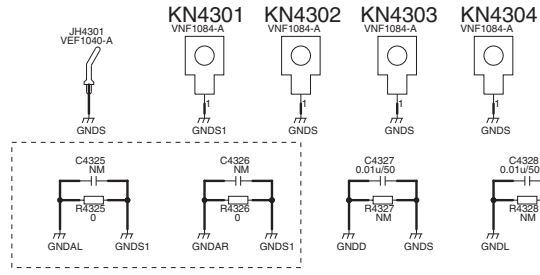 KN4301 KN4302 KN4303 KN4304
JH4301 VNF1084-A VNF1084-A VNF1084-A VNF1084-A
VEF1040-A
1 1 1 1
GNDS GNDS1 GNDS GNDS GNDS
C4325 C4326 C4327 C4328
NM NM 0.01u/50 0.01u/50
R4325 R4326 R4327 R4328
0 0 NM NM
GNDAL GNDS1 GNDAR GNDS1 GNDD GNDS GNDL